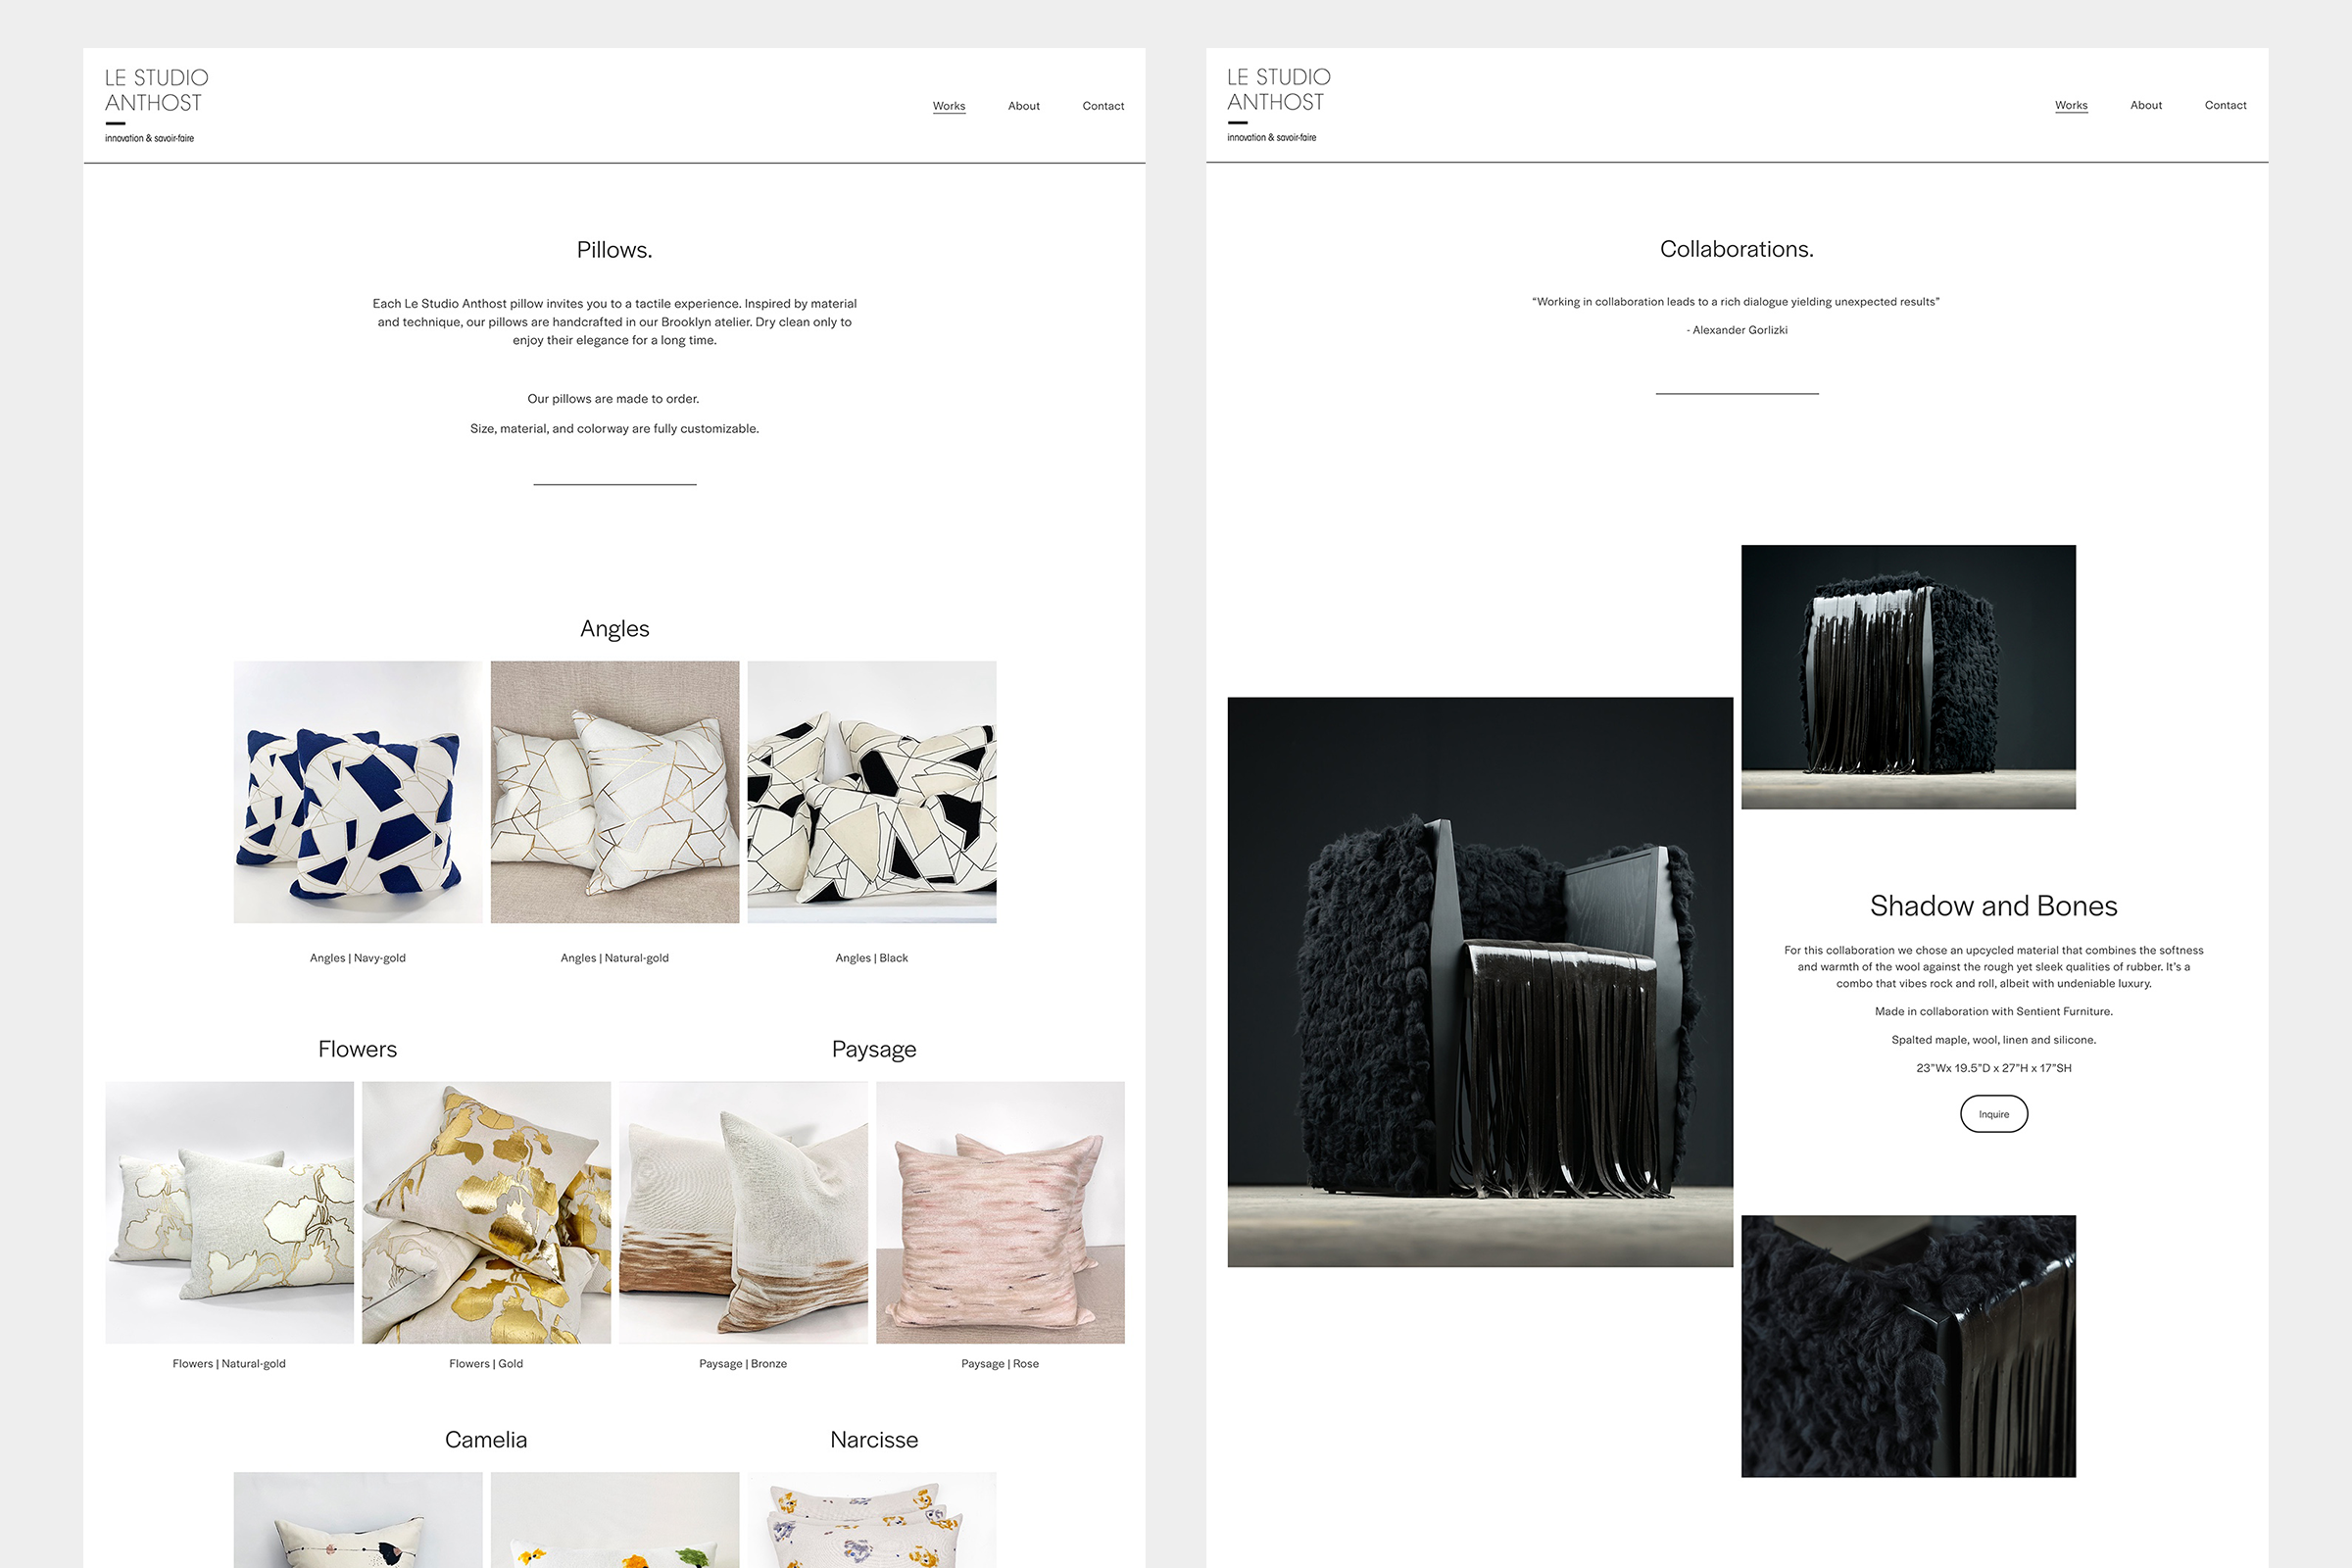 LE STUDIO
ANTHOST
innovation & savoir-faire
Works
About
Contact
Pillows.
Each Le Studio Anthost pillow invites you to a tactile experience. Inspired by material
and technique, our pillows are handcrafted in our Brooklyn atelier. Dry clean only to
enjoy their elegance for a long time.
Our pillows are made to order.
Size, material, and colorway are fully customizable.
Angles
Angles | Navy-gold
Angles | Natural-gold
Angles | Black
Flowers
Paysage
Flowers | Natural-gold
Flowers | Gold
Paysage | Bronze
Paysage | Rose
Camelia
Narcisse
LE STUDIO
ANTHOST
innovation & savoir-faire
Works
About
Contact
Collaborations.
“Working in collaboration leads to a rich dialogue yielding unexpected results”
- Alexander Gorlizki
Shadow and Bones
For this collaboration we chose an upcycled material that combines the softness
and warmth of the wool against the rough yet sleek qualities of rubber. It’s a
combo that vibes rock and roll, albeit with undeniable luxury.
Made in collaboration with Sentient Furniture.
Spalted maple, wool, linen and silicone.
23”Wx 19.5”D x 27”H x 17”SH
Inquire